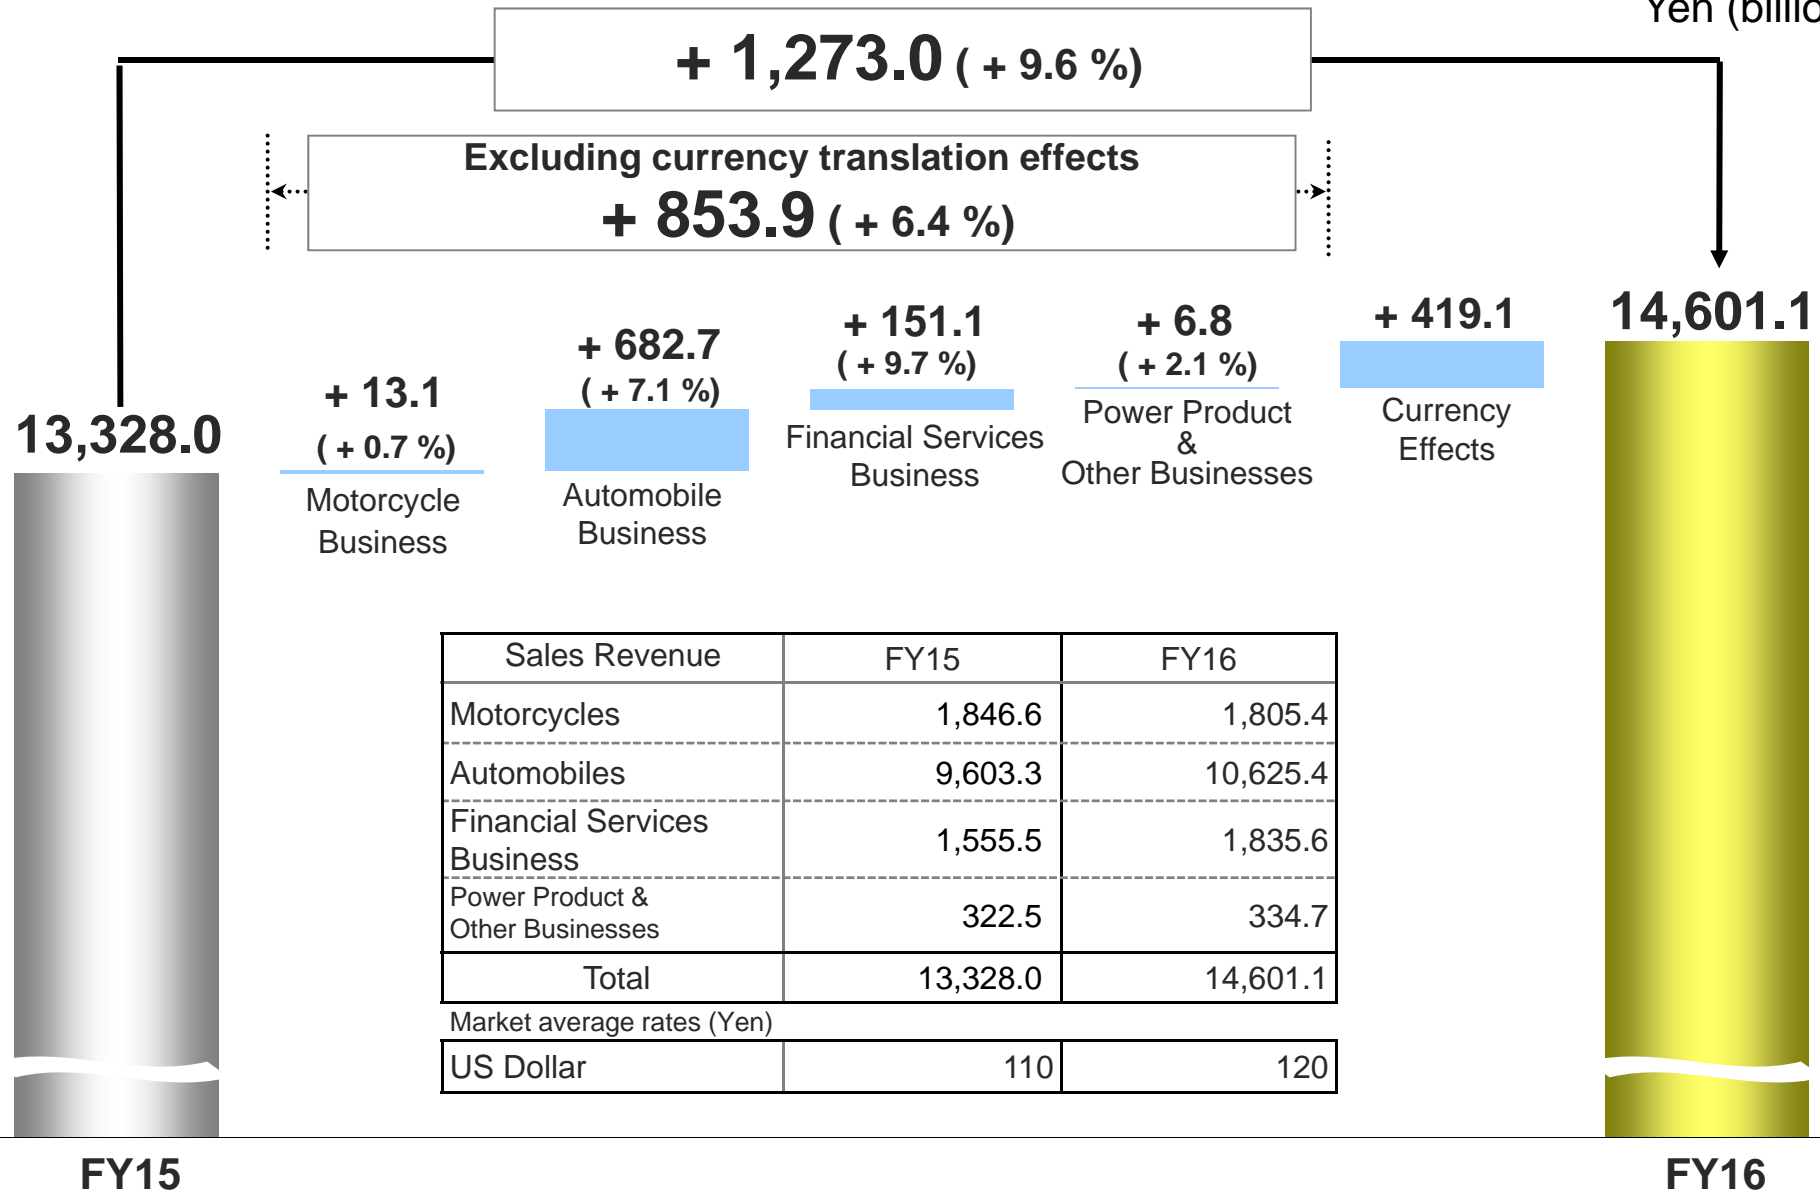 Yen (billio
+ 1,273.0 ( + 9.6 %)
Excluding currency translation effects
+ 853.9 ( + 6.4 %)
13,328.0
+ 13.1
( + 0.7 %)
Motorcycle
Business
+ 682.7
( + 7.1 %)
Automobile
Business
+ 151.1
( + 9.7 %)
Financial Services
Business
+ 6.8
( + 2.1 %)
Power Product
&
Other Businesses
+ 419.1
Currency
Effects
14,601.1
Sales Revenue FY15 FY16
Motorcycles 1,846.6 1,805.4
Automobiles 9,603.3 10,625.4
Financial Services
Business 1,555.5 1,835.6
Power Product &
Other Businesses 322.5 334.7
Total 13,328.0 14,601.1
Market average rates (Yen)
US Dollar 110 120
FY15 FY16